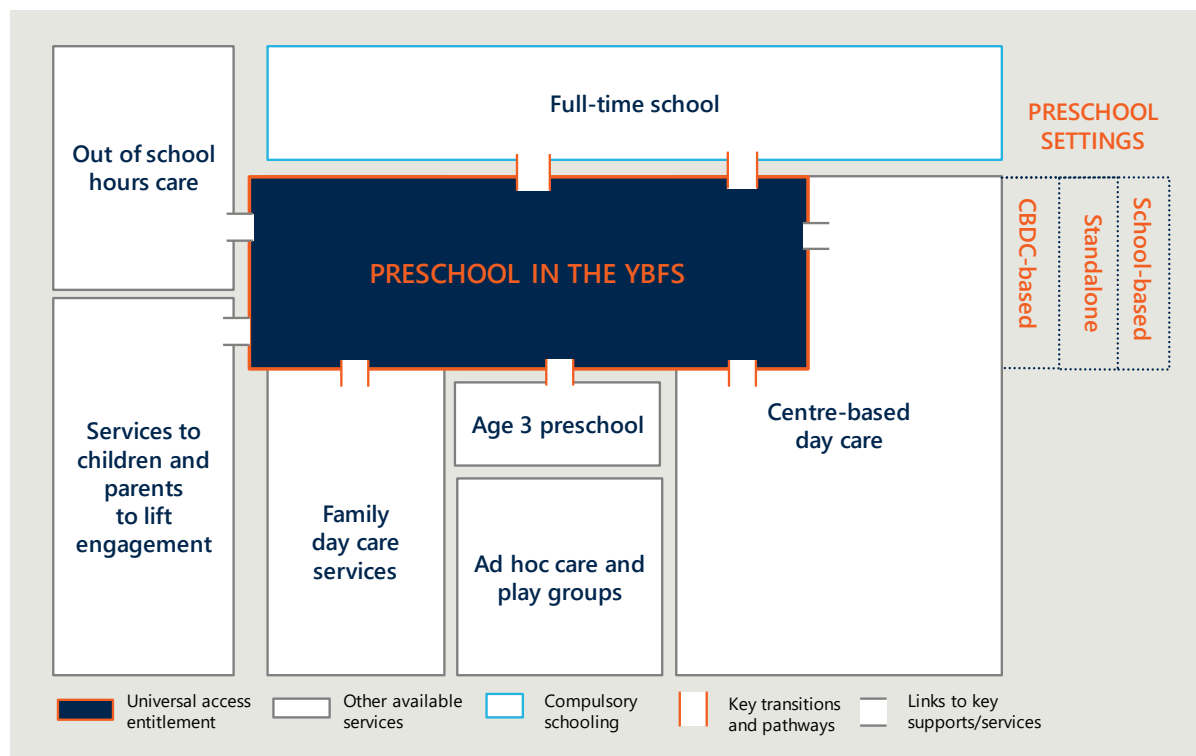 Full-time school
PRESCHOOL
SETTINGS
Out of school
hours care
CBDC-based
Standalone
School-based
PRESCHOOL IN THE YBFS
Services to
children and
parents
to lift
engagement
Family
day care
services
Age 3 preschool
Ad hoc care and
play groups
Centre-based
day care
Universal access
entitlement
Other available
services
Compulsory
schooling
Key transitions
and pathways
Links to key
supports/services